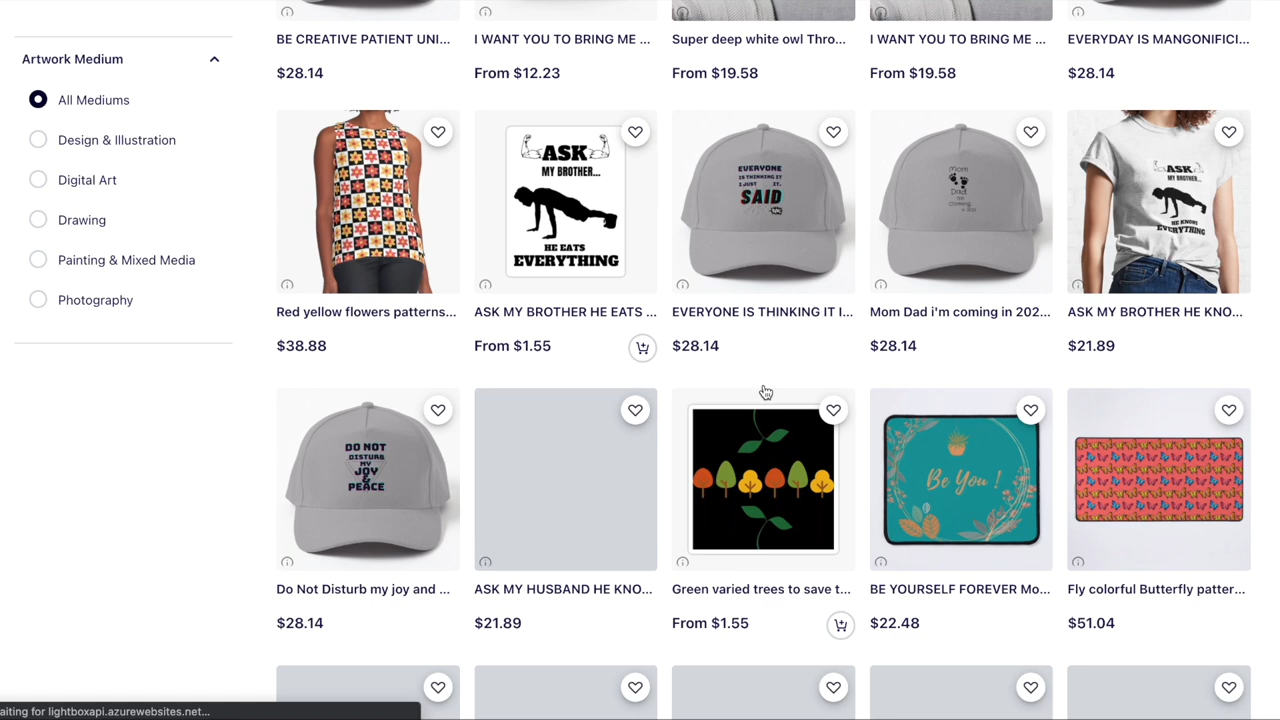 BE CREATIVE PATIENT UNI...
I WANT YOU TO BRING ME ...
Super deep white owl Thro...
I WANT YOU TO BRING ME ...
EVERYDAY IS MANGONIFICI...
$28.14
From $12.23
From $19.58
From $19.58
$28.14
Artwork Medium
All Mediums
Design & Illustration
Digital Art
Drawing
Painting & Mixed Media
Photography
ASK
MY BROTHER...
HE EATS
EVERYTHING
EVERYONE
IS THINKING IT
I JUST IT.
SAID
Mom
Dad
I'm
coming
ASK
MY BROTHER...
HE KNOWS
EVERYTHING
Red yellow flowers patterns...
ASK MY BROTHER HE EATS ...
EVERYONE IS THINKING IT I...
Mom Dad i'm coming in 202...
ASK MY BROTHER HE KNO...
$38.88
From $1.55
$28.14
$28.14
$21.89
DO NOT
DISTURB
MY
JOY
&
PEACE
Be You !
Do Not Disturb my joy and ...
ASK MY HUSBAND HE KNO...
Green varied trees to save t...
BE YOURSELF FOREVER Mo...
Fly colorful Butterfly patter...
$28.14
$21.89
From $1.55
$22.48
$51.04
aiting for lightboxapi.azurewebsites.net...